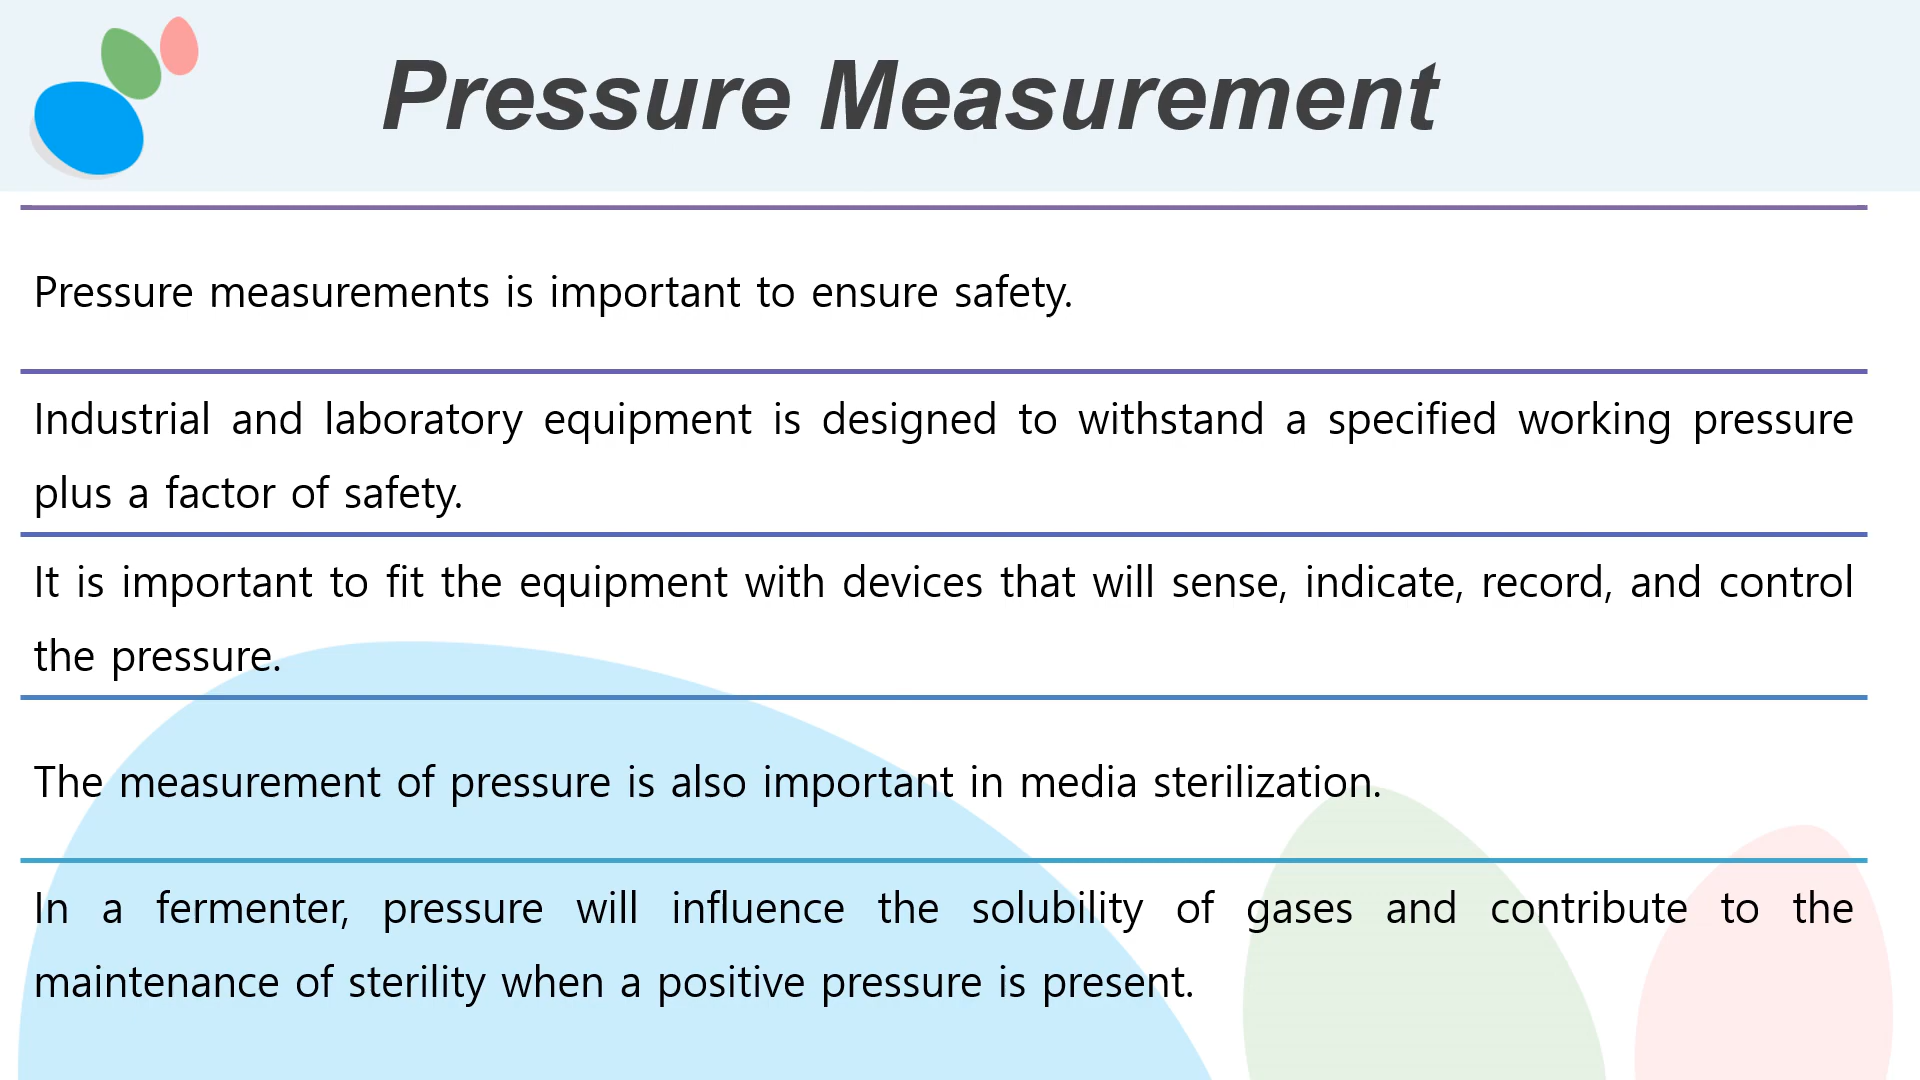 Pressure Measurement
Pressure measurements is important to ensure safety.
Industrial and laboratory equipment is designed to withstand a specified working pressure
plus a factor of safety.
It is important to fit the equipment with devices that will sense, indicate, record, and control
the pressure.
The measurement of pressure is also important in media sterilization.
In a fermenter, pressure will influence the solubility of gases and contribute to the
maintenance of sterility when a positive pressure is present.